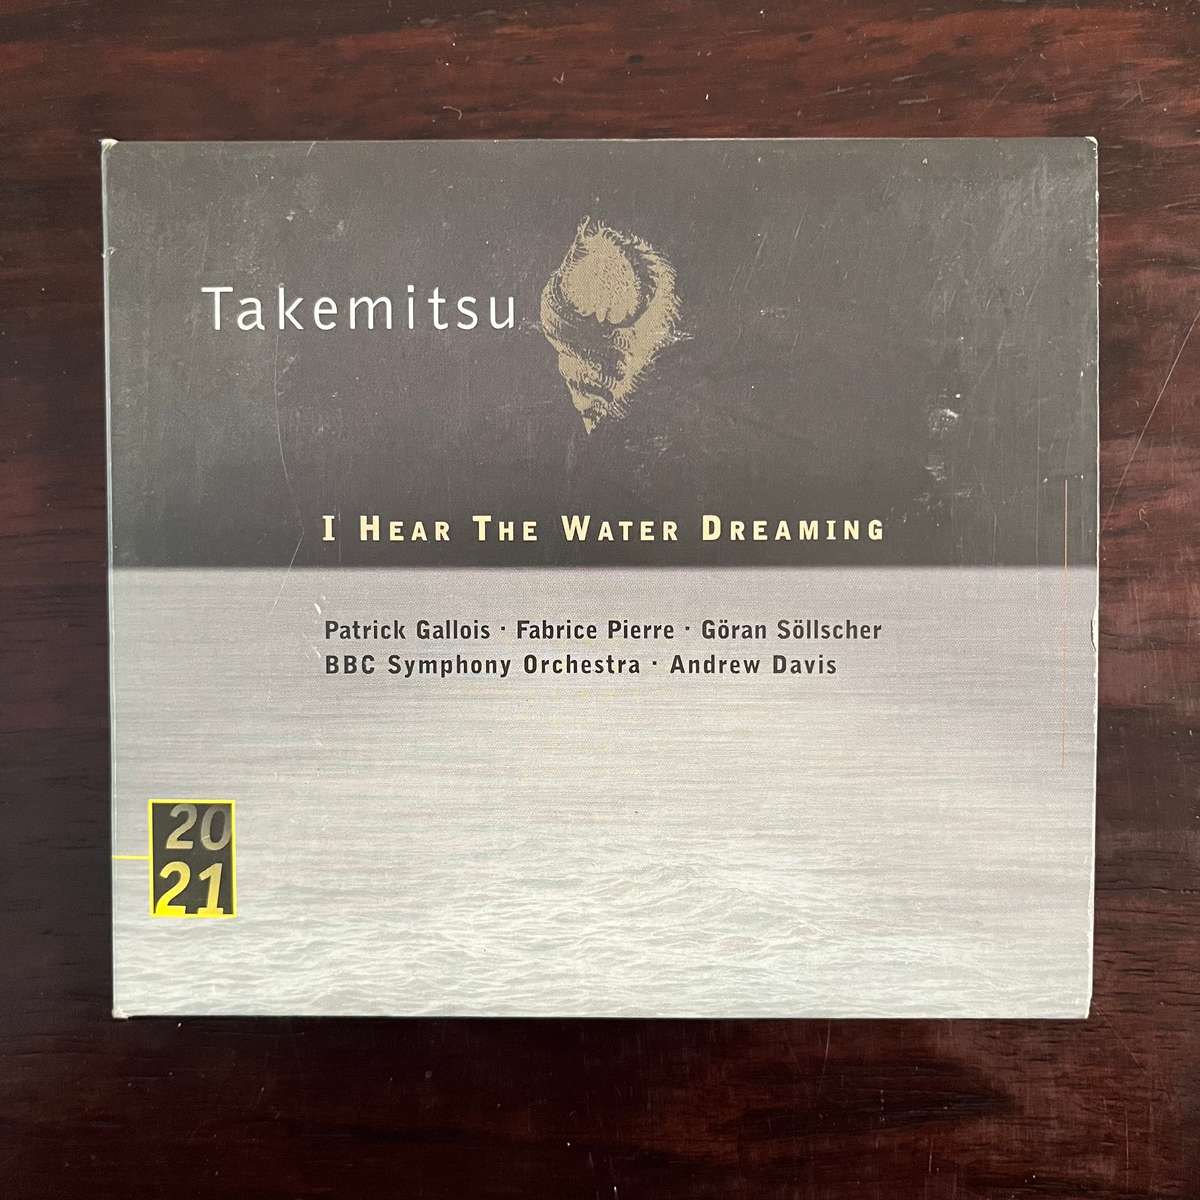 Takemitsu
I HEAR THE WATER DREAMING
Patrick Gallois · Fabrice Pierre · Göran Söllscher
BBC Symphony Orchestra · Andrew Davis
20
21